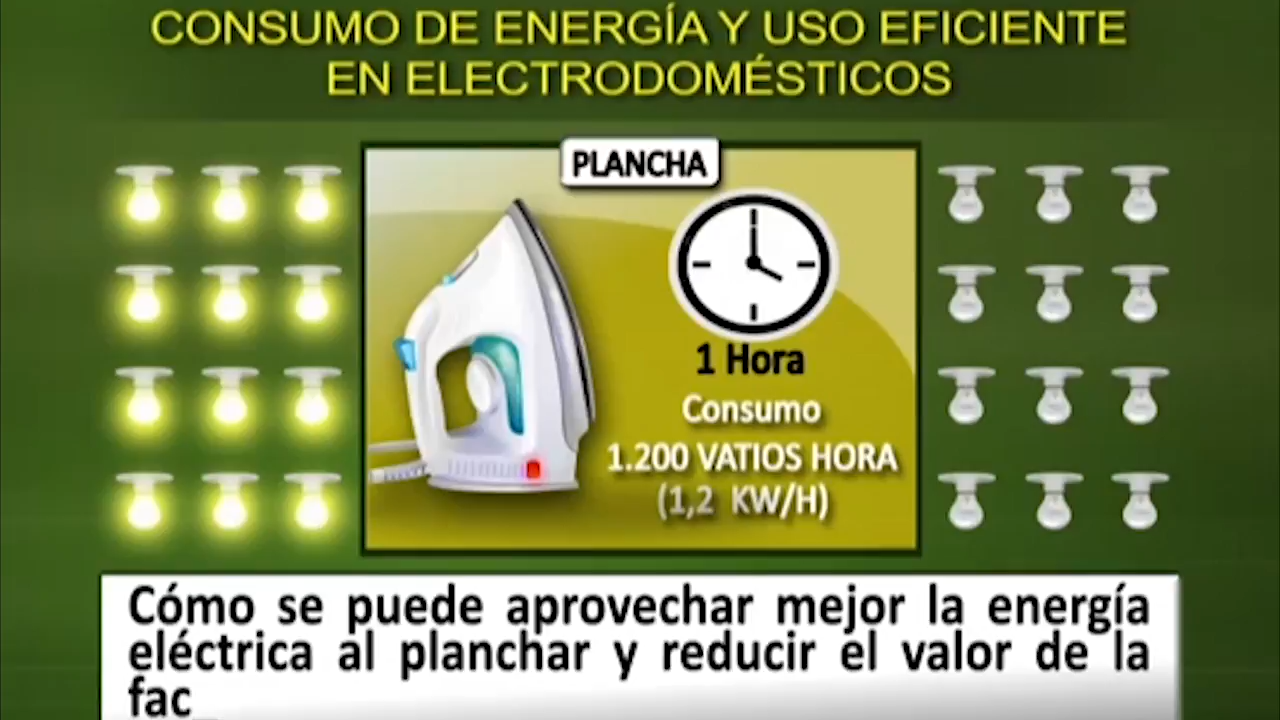 CONSUMO DE ENERGÍA Y USO EFICIENTE
EN ELECTRODOMÉSTICOS
PLANCHA
1 Hora
Consumo
1.200 VATIOS HORA
(1,2 KW/H)
Cómo se puede aprovechar mejor la energía
eléctrica al planchar y reducir el valor de la
fac_